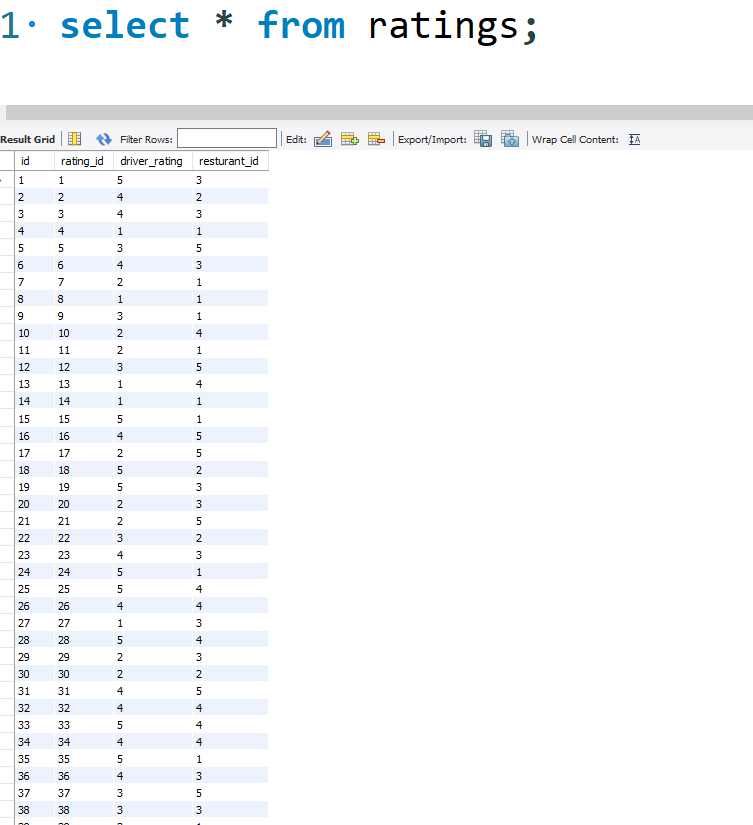 1 select * from ratings;
Result Grid Filter Rows: Edit: Export/Import: Wrap Cell Content: IA
id rating_id driver_rating resturant_id
1 1 5 3
2 2 4 2
3 3 4 3
4 4 1 1
5 5 3 5
6 6 4 3
7 7 2 1
8 8 1 1
9 9 3 1
10 10 2 4
11 11 2 1
12 12 3 5
13 13 1 4
14 14 1 1
15 15 5 1
16 16 4 5
17 17 2 5
18 18 5 2
19 19 5 3
20 20 2 3
21 21 2 5
22 22 3 2
23 23 4 3
24 24 5 1
25 25 5 4
26 26 4 4
27 27 1 3
28 28 5 4
29 29 2 3
30 30 2 2
31 31 4 5
32 32 4 4
33 33 5 4
34 34 4 4
35 35 5 1
36 36 4 3
37 37 3 5
38 38 3 3